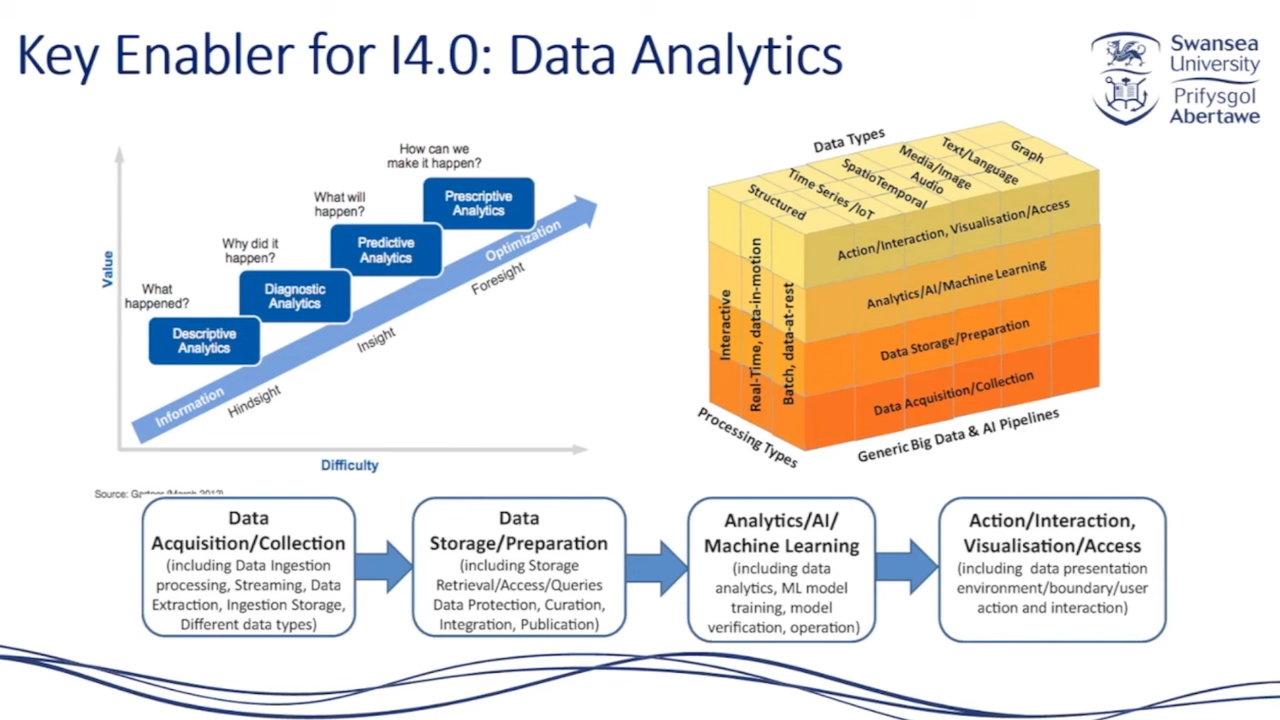 Key Enabler for I4.0: Data Analytics
Swansea
University
Prifysgol
Abertawe
How can we
make it happen?
Prescriptive
Analytics
What will
happen?
Predictive
Analytics
Why did it
happen?
Diagnostic
Analytics
What
happened?
Descriptive
Analytics
Value
Information
Hindsight
Insight
Foresight
Optimization
Difficulty
Data Types
Structured
Time Series /IoT
SpatioTemporal
Audio
Media/Image
Text/Language
Graph
Action/Interaction, Visualisation/Access
Analytics/AI/Machine Learning
Data Storage/Preparation
Data Acquisition/Collection
Interactive
Real-Time, data-in-motion
Batch, data-at-rest
Processing Types
Generic Big Data & AI Pipelines
Source: Gartner (March 2012)
Data
Acquisition/Collection
(including Data Ingestion
processing, Streaming, Data
Extraction, Ingestion Storage,
Different data types)
Data
Storage/Preparation
(including Storage
Retrieval/Access/Queries
Data Protection, Curation,
Integration, Publication)
Analytics/AI/
Machine Learning
(including data
analytics, ML model
training, model
verification, operation)
Action/Interaction,
Visualisation/Access
(including data presentation
environment/boundary/user
action and interaction)